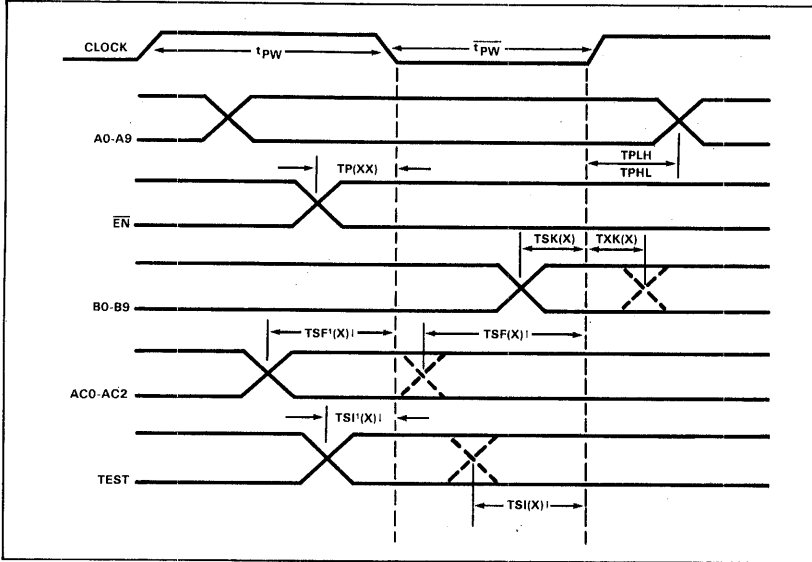 CLOCK
tPW
tPW
A0-A9
TPLH
TPHL
TP(XX)
EN
TSK(X)
TXK(X)
B0-B9
TSF¹(X)↓
TSF(X)↑
AC0-AC2
TSI¹(X)↓
TEST
TSI(X)↑